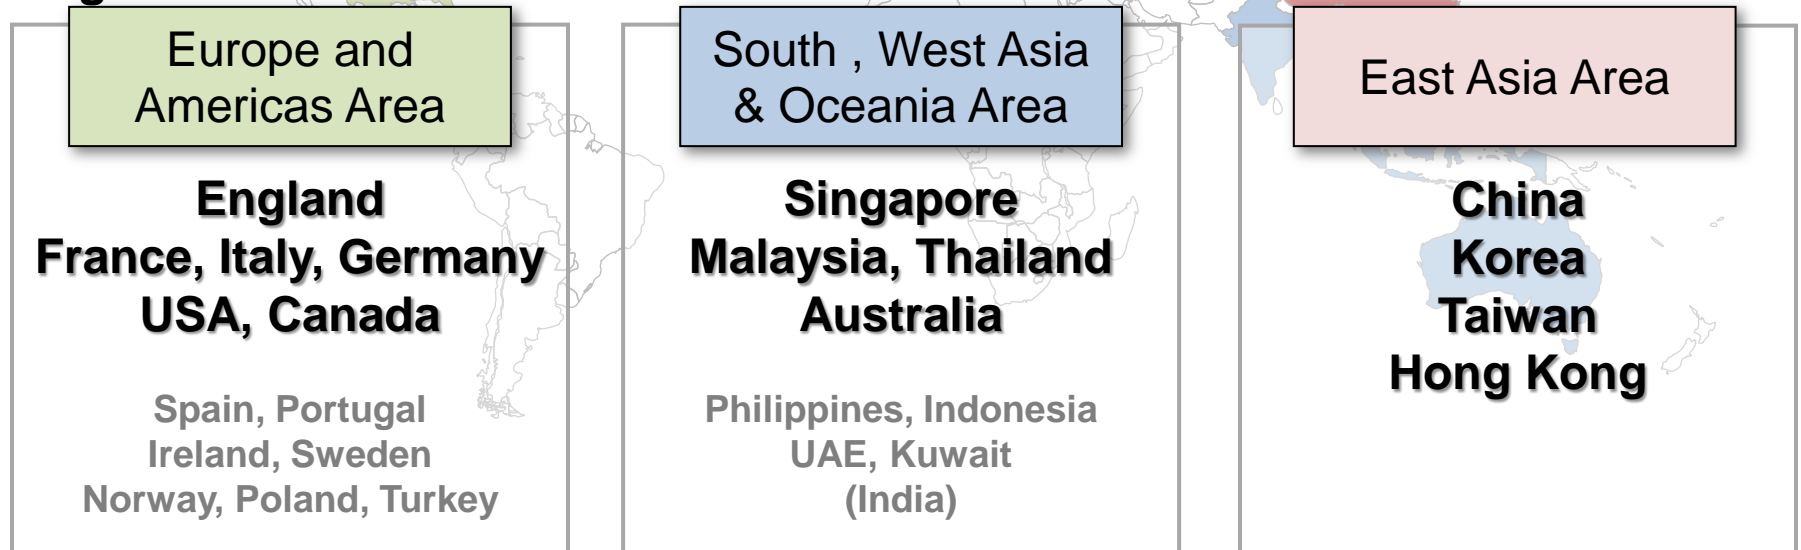 Europe and
Americas Area
England
France, Italy, Germany
USA, Canada
Spain, Portugal
Ireland, Sweden
Norway, Poland, Turkey
South , West Asia
& Oceania Area
Singapore
Malaysia, Thailand
Australia
Philippines, Indonesia
UAE, Kuwait
(India)
East Asia Area
China
Korea
Taiwan
Hong Kong